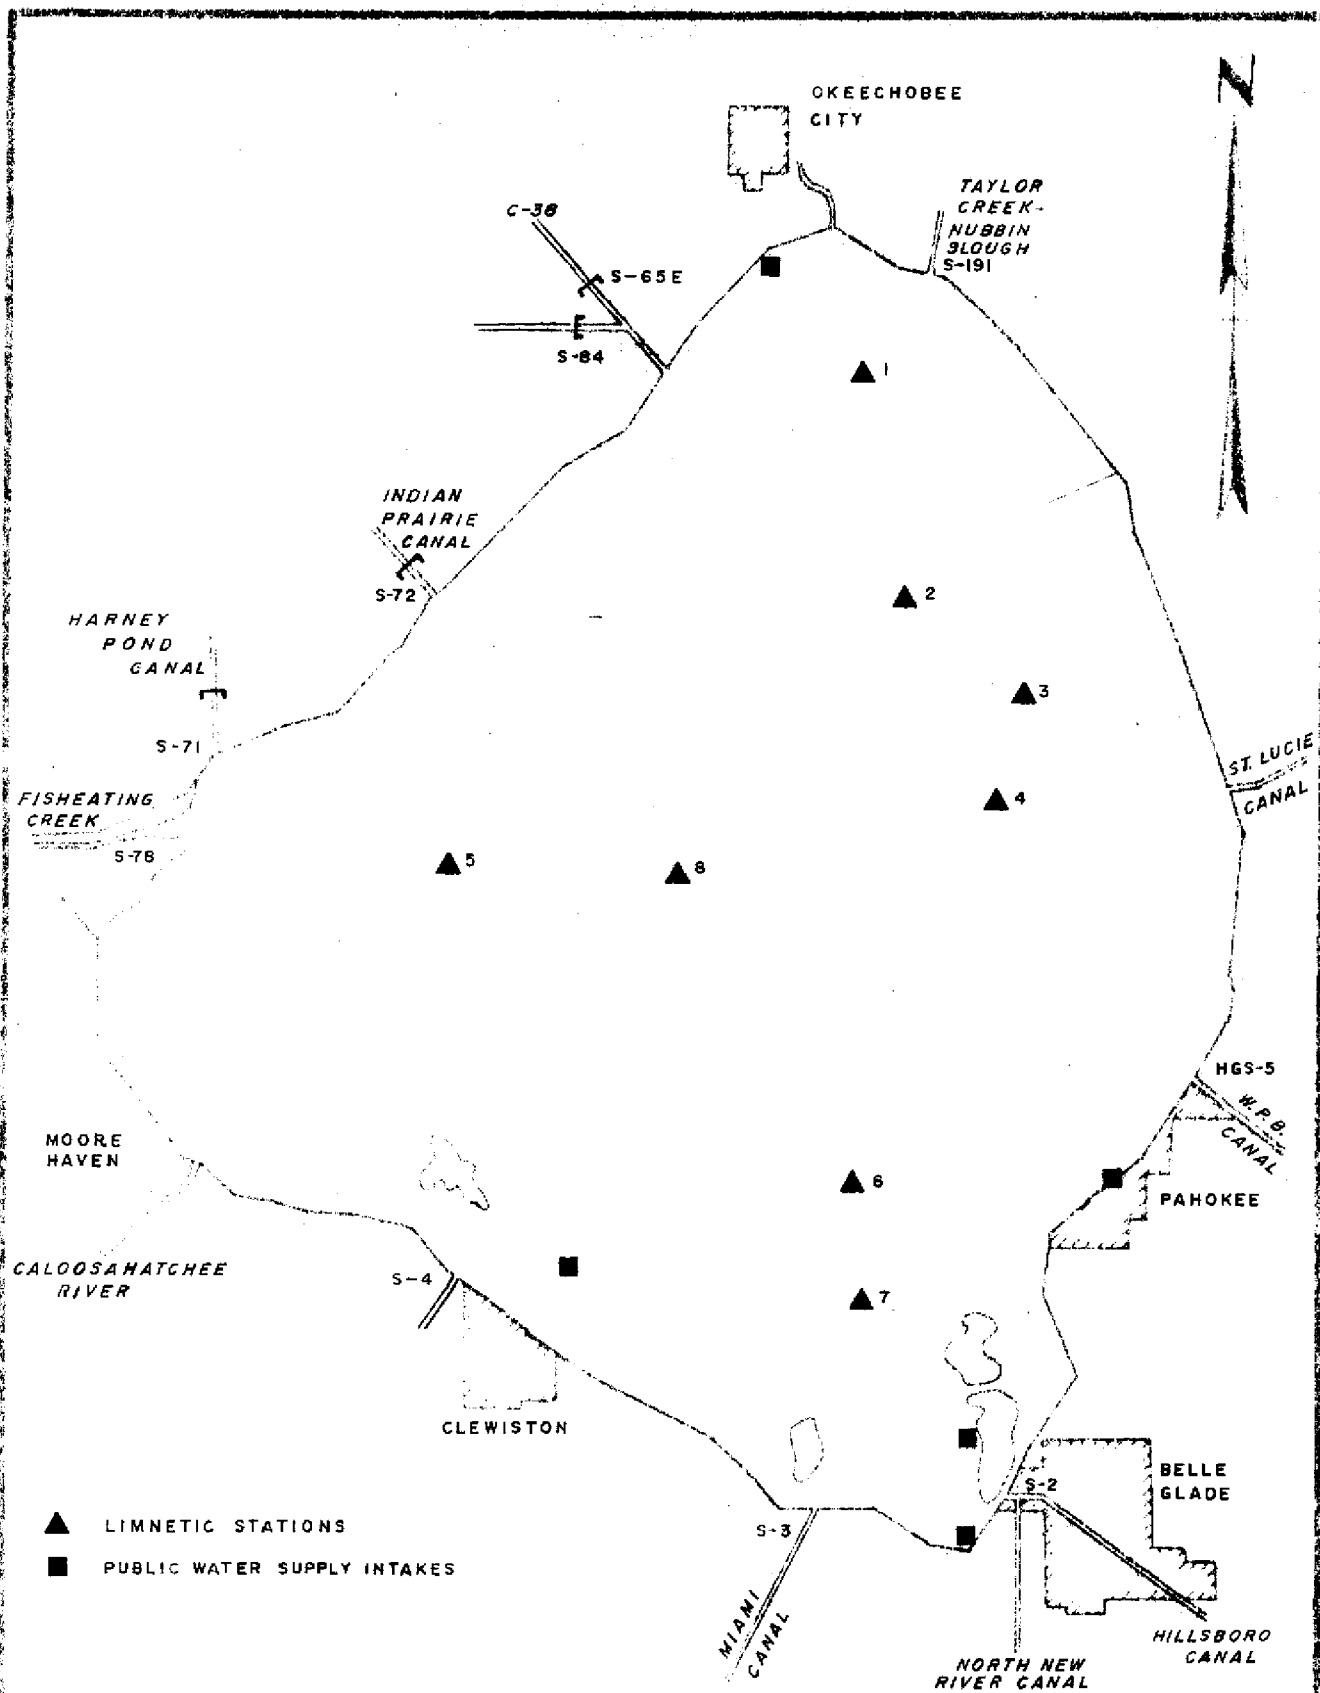 N
OKEECHOBEE
CITY
TAYLOR
CREEK-
NUBBIN
SLOUGH
S-191
C-38
S-65E
S-84
1
INDIAN
PRAIRIE
CANAL
S-72
2
HARNEY
POND
CANAL
3
S-71
ST. LUCIE
CANAL
FISHEATING
CREEK
4
S-78
5
8
HGS-5
W.P.B.
CANAL
MOORE
HAVEN
6
PAHOKEE
CALOOSAHATCHEE
RIVER
S-4
7
CLEWISTON
BELLE
GLADE
S-2
LIMNETIC STATIONS
S-3
PUBLIC WATER SUPPLY INTAKES
MIAMI
CANAL
HILLSBORO
CANAL
NORTH NEW
RIVER CANAL